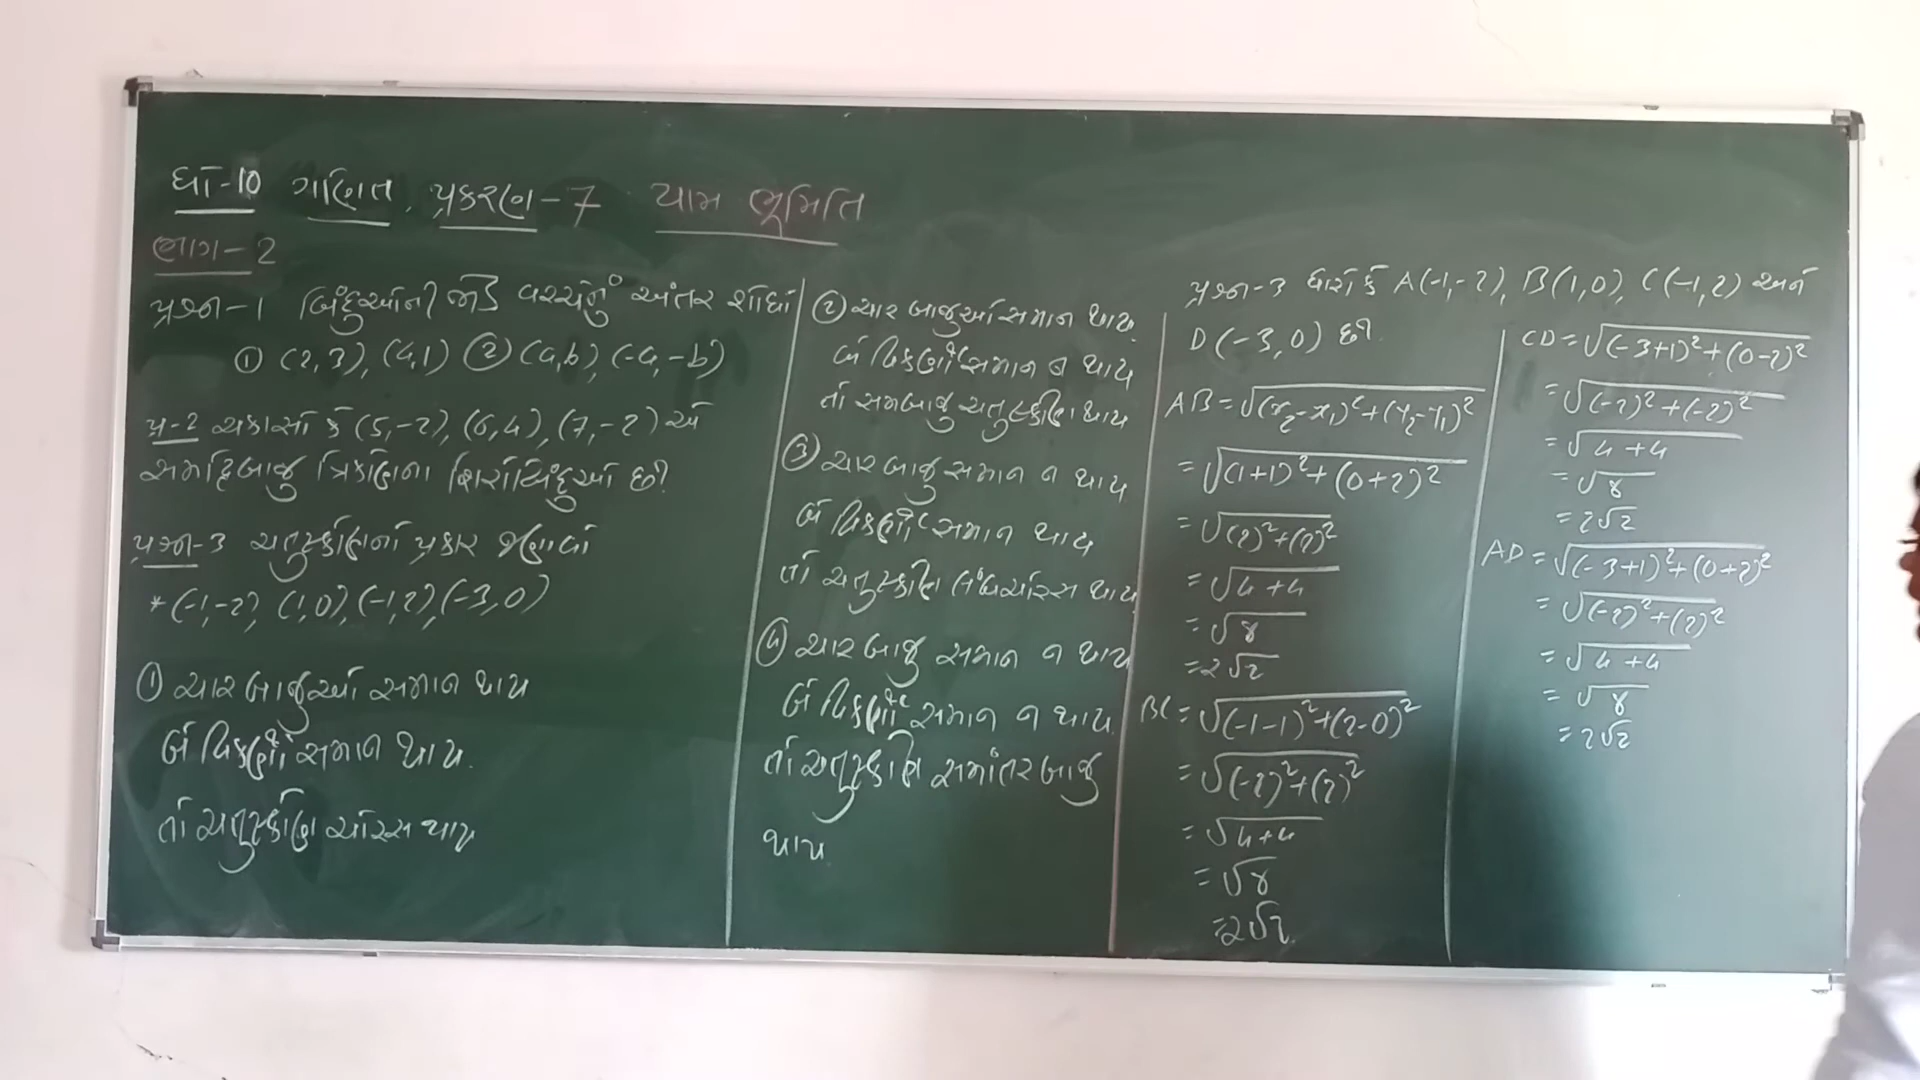 ધો-10 ગણિત, પ્રકરણ-7 યામ ભૂમિતિ
ભાગ-2
પ્રશ્ન-1 બિંદુઓની જોડ વચ્ચેનું અંતર શોધો
① (2,3), (4,1) ② (a,b), (-a,-b)
પ્ર-2 ચકાસો કે (5,-2), (6,4), (7,-2) એ
સમદ્વિબાજુ ત્રિકોણના શિરોબિંદુઓ છે?
પ્રશ્ન-3 ચતુષ્કોણનો પ્રકાર જણાવો
* (-1,-2), (1,0), (-1,2), (-3,0)
① ચાર બાજુઓ સમાન થાય
બે વિકર્ણો સમાન થાય.
તો ચતુષ્કોણ ચોરસ થાય
② ચાર બાજુઓ સમાન થાય
બે વિકર્ણો સમાન ન થાય
તો સમબાજુ ચતુષ્કોણ થાય
③ ચાર બાજુ સમાન ન થાય
બે વિકર્ણો સમાન થાય
તો ચતુષ્કોણ લંબચોરસ થાય
④ ચાર બાજુ સમાન ન થાય
બે વિકર્ણો સમાન ન થાય
તો ચતુષ્કોણ સમાંતર બાજુ
થાય
પ્રશ્ન-3 ધારો કે A(-1,-2), B(1,0), C(-1,2) અને
D(-3,0) છે.
AB = √(x₂-x₁)²+(y₂-y₁)²
= √(1+1)²+(0+2)²
= √(2)²+(2)²
= √4+4
= √8
= 2√2
BC = √(-1-1)²+(2-0)²
= √(-2)²+(2)²
= √4+4
= √8
= 2√2
CD = √(-3+1)²+(0-2)²
= √(-2)²+(-2)²
= √4+4
= √8
= 2√2
AD = √(-3+1)²+(0+2)²
= √(-2)²+(2)²
= √4+4
= √8
= 2√2